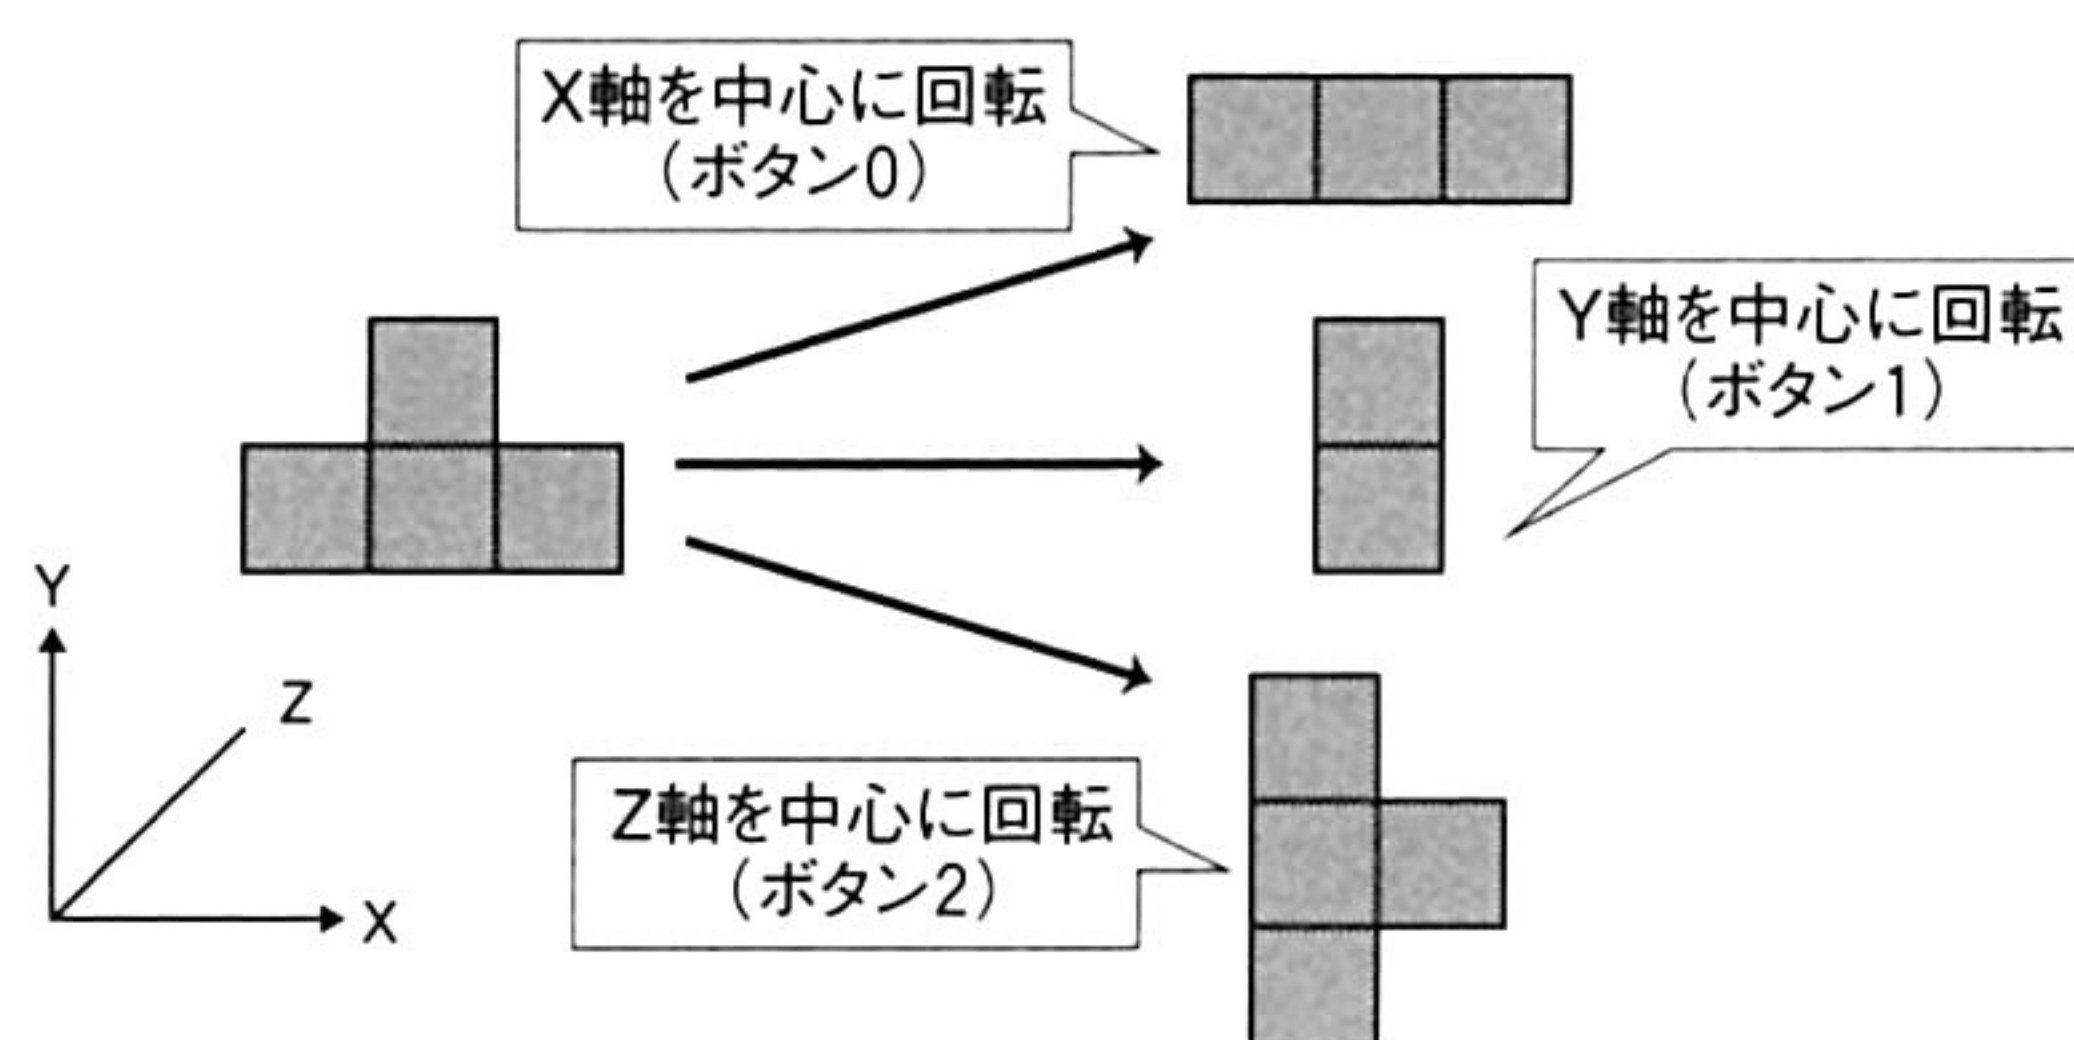 X軸を中心に回転
(ボタン0)
Y軸を中心に回転
(ボタン1)
Y
Z
X
Z軸を中心に回転
(ボタン2)